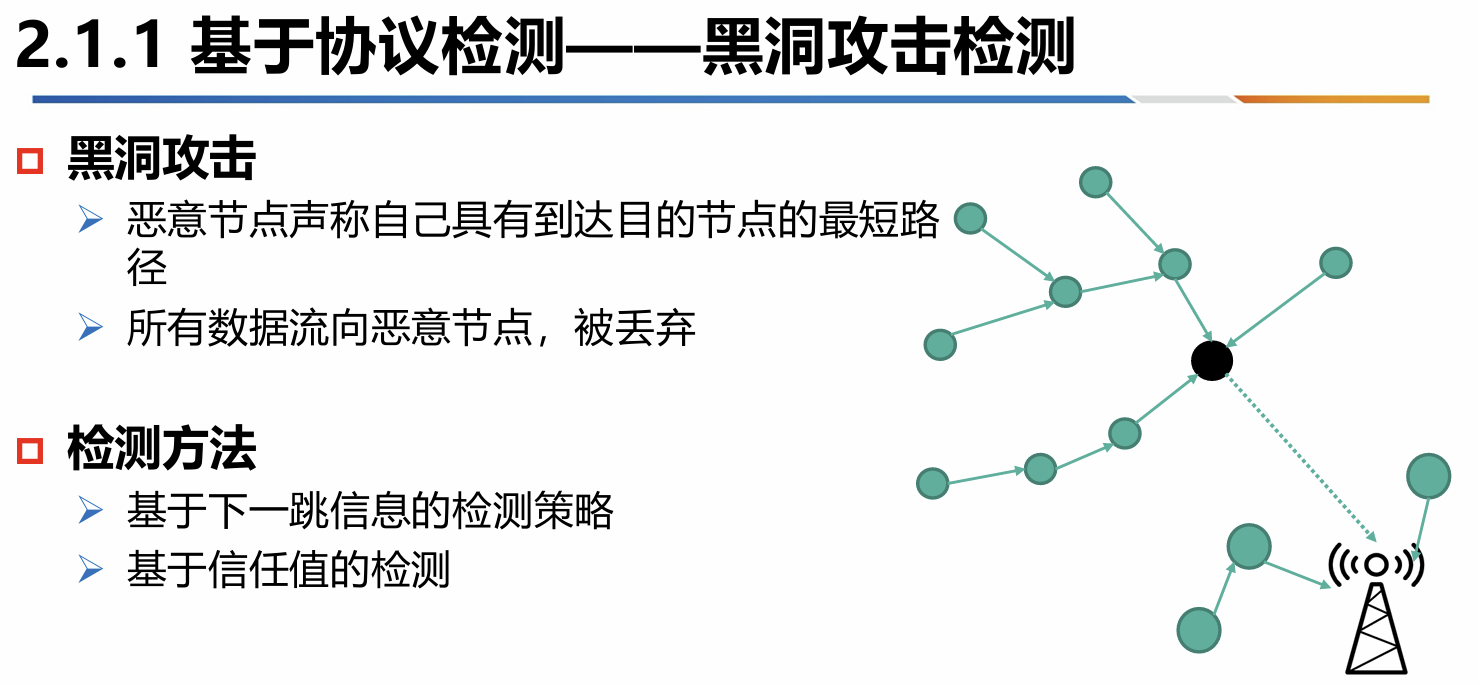 2.1.1 基于协议检测——黑洞攻击检测
黑洞攻击
恶意节点声称自己具有到达目的节点的最短路
径
所有数据流向恶意节点，被丢弃
检测方法
基于下一跳信息的检测策略
基于信任值的检测